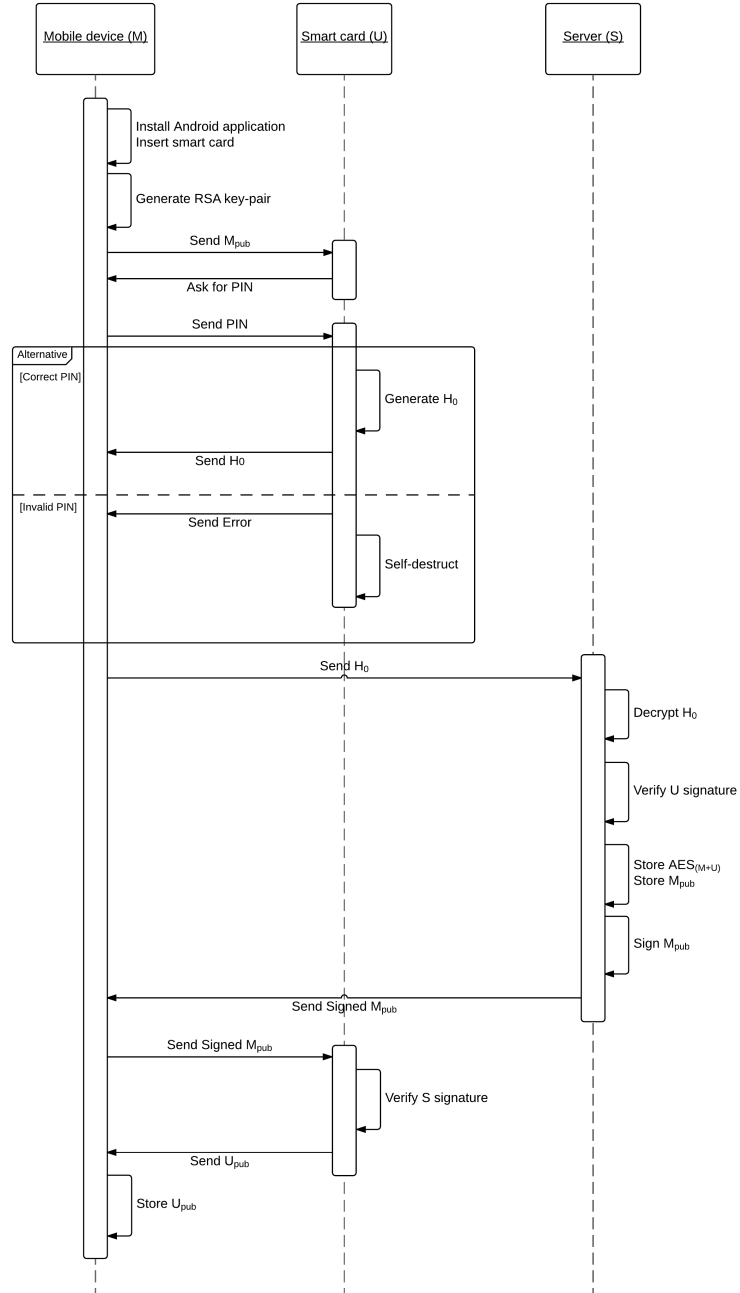 Mobile device (M)
Smart card (U)
Server (S)
Install Android application
Insert smart card
Generate RSA key-pair
Send Mpub
Ask for PIN
Send PIN
Alternative
[Correct PIN]
Generate H0
Send H0
[Invalid PIN]
Send Error
Self-destruct
Send H0
Decrypt H0
Verify U signature
Store AES(M+U)
Store Mpub
Sign Mpub
Send Signed Mpub
Send Signed Mpub
Verify S signature
Send Upub
Store Upub